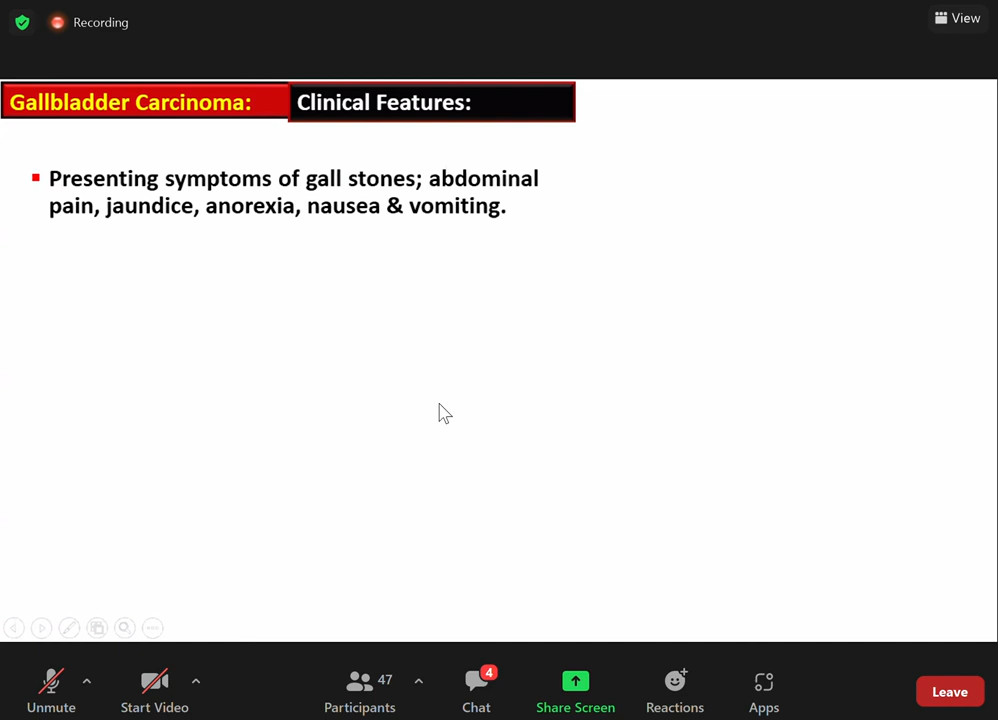 Recording
View
Gallbladder Carcinoma: Clinical Features:
Presenting symptoms of gall stones; abdominal
pain, jaundice, anorexia, nausea & vomiting.
47
4
Unmute
Start Video
Participants
Chat
Share Screen
Reactions
Apps
Leave